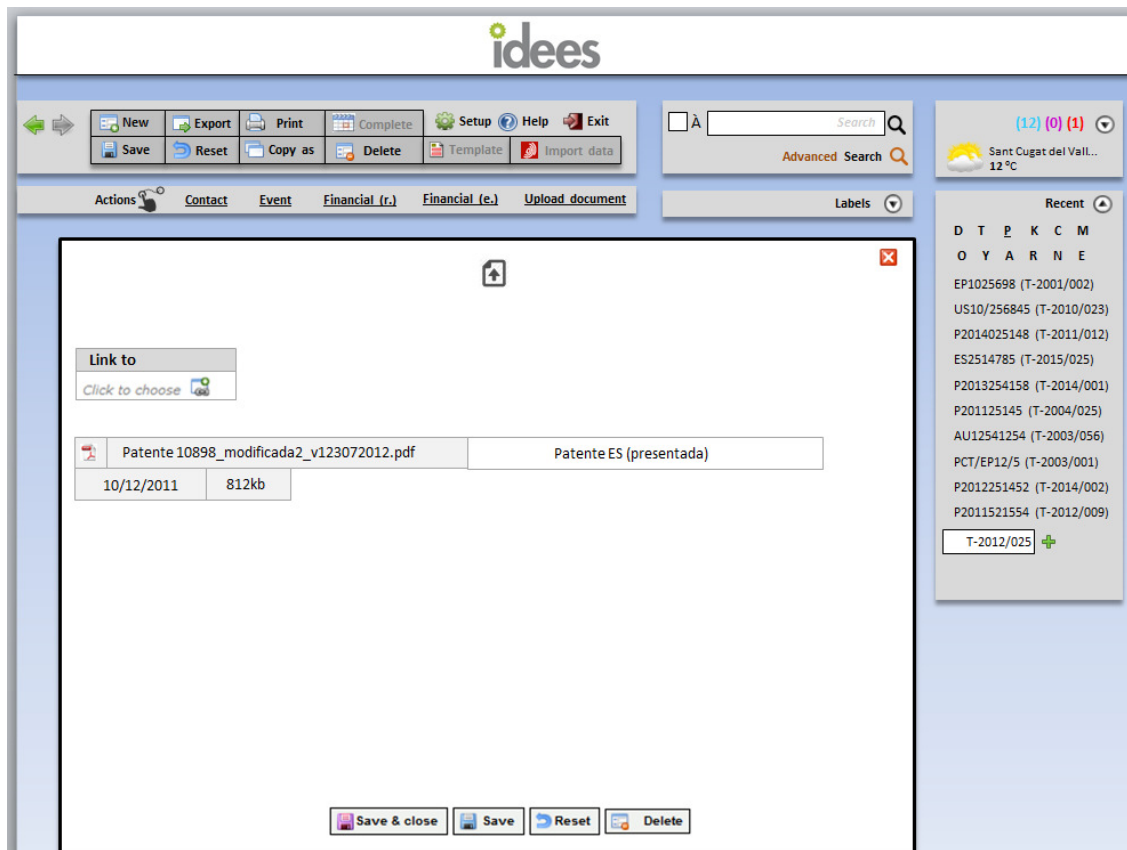 idees
New Export Print Complete Setup Help Exit
Save Reset Copy as Delete Template Import data
À Search
Advanced Search
(12) (0) (1)
Sant Cugat del Vall...
12 ºC
Actions Contact Event Financial (r.) Financial (e.) Upload document
Labels
Recent
D T P K C M
O Y A R N E
EP1025698 (T-2001/002)
US10/256845 (T-2010/023)
P2014025148 (T-2011/012)
ES2514785 (T-2015/025)
P2013254158 (T-2014/001)
P201125145 (T-2004/025)
AU12541254 (T-2003/056)
PCT/EP12/5 (T-2003/001)
P2012251452 (T-2014/002)
P2011521554 (T-2012/009)
T-2012/025
Link to
Click to choose
Patente 10898_modificada2_v123072012.pdf Patente ES (presentada)
10/12/2011 812kb
Save & close Save Reset Delete